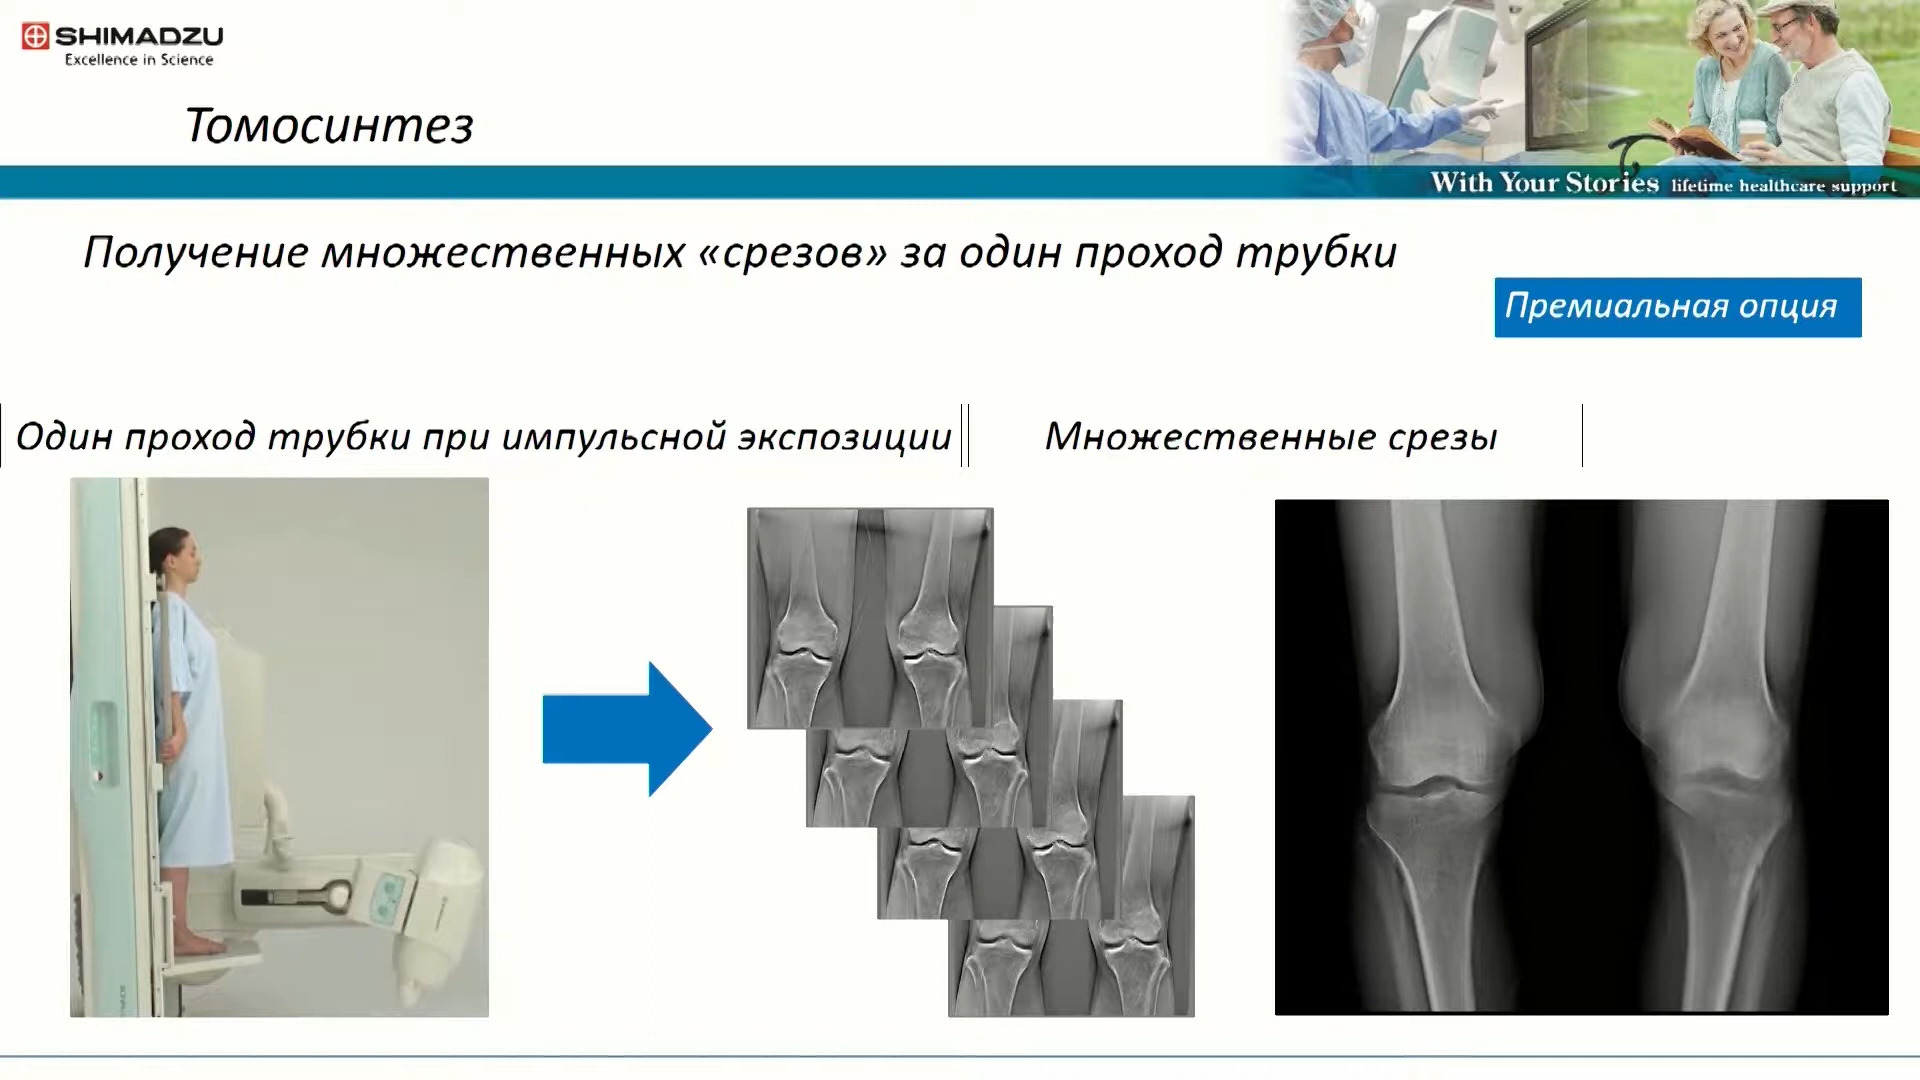 SHIMADZU
Excellence in Science
Томосинтез
With Your Stories lifetime healthcare support
Получение множественных «срезов» за один проход трубки
Премиальная опция
Один проход трубки при импульсной экспозиции
Множественные срезы